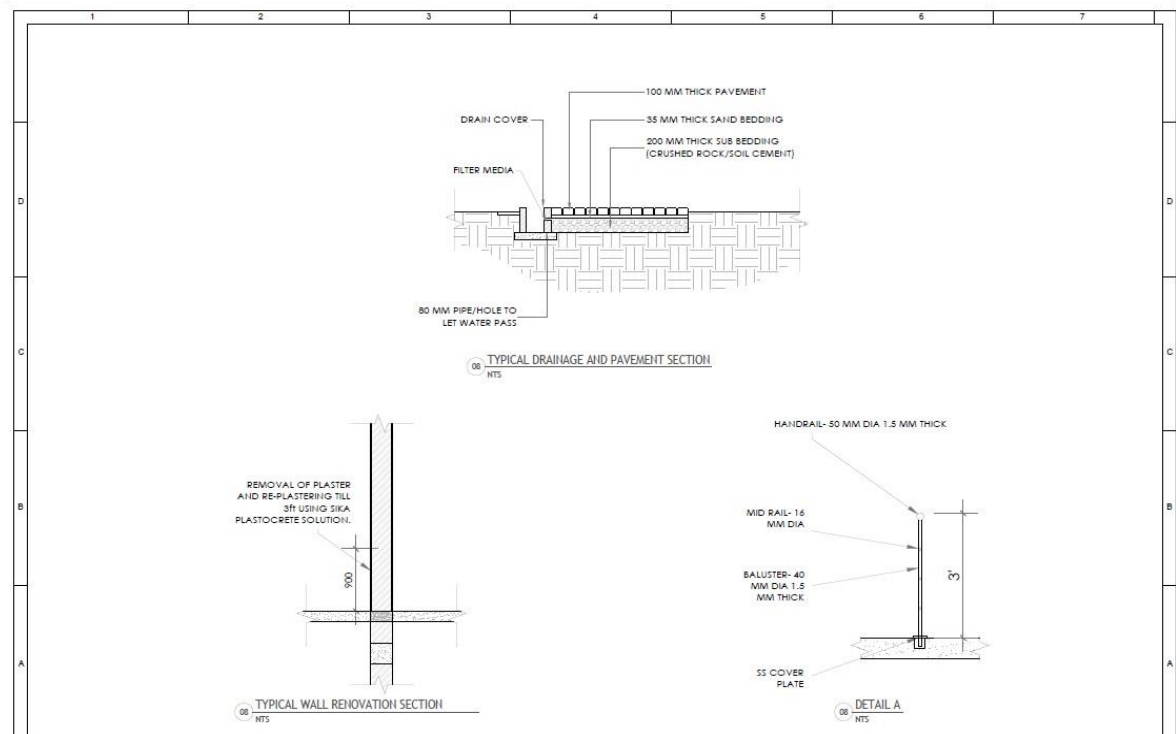 1 2 3 4 5 6 7
D
D
C
C
B
B
A
A
100 MM THICK PAVEMENT
DRAIN COVER
35 MM THICK SAND BEDDING
200 MM THICK SUB BEDDING
(CRUSHED ROCK/SOIL CEMENT)
FILTER MEDIA
80 MM PIPE/HOLE TO
LET WATER PASS
08 TYPICAL DRAINAGE AND PAVEMENT SECTION
NTS
REMOVAL OF PLASTER
AND RE-PLASTERING TILL
3ft USING SIKA
PLASTOCRETE SOLUTION.
900
08 TYPICAL WALL RENOVATION SECTION
NTS
HANDRAIL- 50 MM DIA 1.5 MM THICK
MID RAIL- 16
MM DIA
BALUSTER- 40
MM DIA 1.5
MM THICK
3'
SS COVER
PLATE
08 DETAIL A
NTS